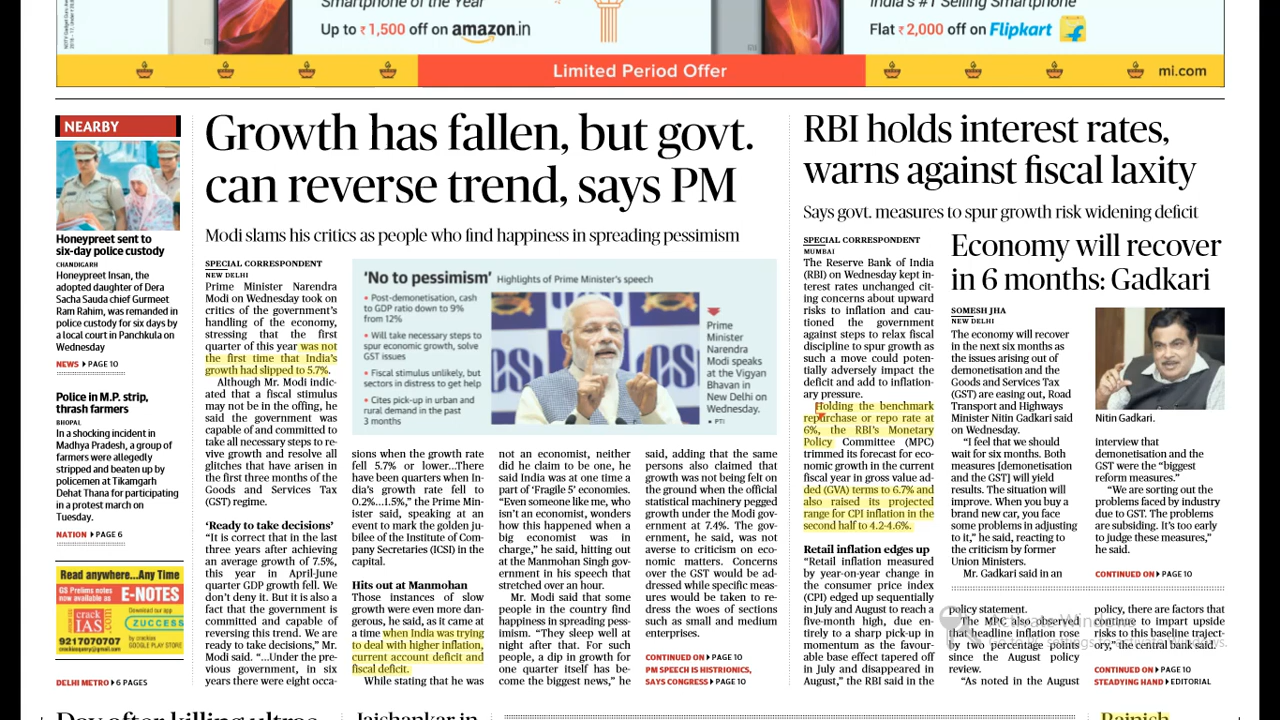 Smartphone of the Year
Up to ₹1,500 off on amazon.in
India's #1 Selling Smartphone
Flat ₹2,000 off on Flipkart
Limited Period Offer
mi.com
NEARBY
Honeypreet sent to
six-day police custody
CHANDIGARH
Honeypreet Insan, the
adopted daughter of Dera
Sacha Sauda chief Gurmeet
Ram Rahim, was remanded in
police custody for six days by
a local court in Panchkula on
Wednesday
NEWS PAGE 10
Police in M.P. strip,
thrash farmers
BHOPAL
In a shocking incident in
Madhya Pradesh, a group of
farmers were allegedly
stripped and beaten up by
policemen at Tikamgarh
Dehat Thana for participating
in a protest march on
Tuesday.
NATION PAGE 6
Read anywhere...Any Time
GS Prelims notes
now available as
E-NOTES
crack
IAS
.com
Download our app
ZUCCESS
9217070707
GOOGLE PLAY STORE
DELHI METRO 6 PAGES
Growth has fallen, but govt.
can reverse trend, says PM
Modi slams his critics as people who find happiness in spreading pessimism
SPECIAL CORRESPONDENT
NEW DELHI
Prime Minister Narendra
Modi on Wednesday took on
critics of the government's
handling of the economy,
stressing that the first
quarter of this year was not
the first time that India's
growth had slipped to 5.7%.
Although Mr. Modi indic-
ated that a fiscal stimulus
may not be in the offing, he
said the government was
capable of and committed to
take all necessary steps to re-
vive growth and resolve all
glitches that have arisen in
the first three months of the
Goods and Services Tax
(GST) regime.
'Ready to take decisions'
"It is correct that in the last
three years after achieving
an average growth of 7.5%,
this year in April-June
quarter GDP growth fell. We
don't deny it. But it is also a
fact that the government is
committed and capable of
reversing this trend. We are
ready to take decisions," Mr.
Modi said. "...Under the pre-
vious government, in six
years there were eight occa-
'No to pessimism' Highlights of Prime Minister's speech
• Post-demonetisation, cash
to GDP ratio down to 9%
from 12%
• Will take necessary steps to
spur economic growth, solve
GST issues
• Fiscal stimulus unlikely, but
sectors in distress to get help
• Cites pick-up in urban and
rural demand in the past
3 months
Prime
Minister
Narendra
Modi speaks
at the Vigyan
Bhavan in
New Delhi on
Wednesday.
• PTI
sions when the growth rate
fell 5.7% or lower...There
have been quarters when In-
dia's growth rate fell to
0.2%...1.5%," the Prime Min-
ister said, speaking at an
event to mark the golden ju-
bilee of the Institute of Com-
pany Secretaries (ICSI) in the
capital.
Hits out at Manmohan
Those instances of slow
growth were even more dan-
gerous, he said, as it came at
a time when India was trying
to deal with higher inflation,
current account deficit and
fiscal deficit.
While stating that he was
not an economist, neither
did he claim to be one, he
said India was at one time a
part of 'Fragile 5' economies.
"Even someone like me, who
isn't an economist, wonders
how this happened when a
big economist was in
charge," he said, hitting out
at the Manmohan Singh gov-
ernment in his speech that
stretched over an hour.
Mr. Modi said that some
people in the country find
happiness in spreading pess-
imism. "They sleep well at
night after that. For such
people, a dip in growth for
one quarter itself has be-
come the biggest news," he
said, adding that the same
persons also claimed that
growth was not being felt on
the ground when the official
statistical machinery pegged
growth under the Modi gov-
ernment at 7.4%. The gov-
ernment, he said, was not
averse to criticism on eco-
nomic matters. Concerns
over the GST would be ad-
dressed while specific meas-
ures would be taken to re-
dress the woes of sections
such as small and medium
enterprises.
CONTINUED ON PAGE 10
PM SPEECH IS HISTRIONICS,
SAYS CONGRESS PAGE 10
RBI holds interest rates,
warns against fiscal laxity
Says govt. measures to spur growth risk widening deficit
SPECIAL CORRESPONDENT
MUMBAI
The Reserve Bank of India
(RBI) on Wednesday kept in-
terest rates unchanged cit-
ing concerns about upward
risks to inflation and cau-
tioned the government
against steps to relax fiscal
discipline to spur growth as
such a move could poten-
tially adversely impact the
deficit and add to inflation-
ary pressure.
Holding the benchmark
repurchase or repo rate at
6%, the RBI's Monetary
Policy Committee (MPC)
trimmed its forecast for eco-
nomic growth in the current
fiscal year in gross value ad-
ded (GVA) terms to 6.7% and
also raised its projected
range for CPI inflation in the
second half to 4.2-4.6%.
Retail inflation edges up
"Retail inflation measured
by year-on-year change in
the consumer price index
(CPI) edged up sequentially
in July and August to reach a
five-month high, due en-
tirely to a sharp pick-up in
momentum as the favour-
able base effect tapered off
in July and disappeared in
August," the RBI said in the
Economy will recover
in 6 months: Gadkari
SOMESH JHA
NEW DELHI
The economy will recover
in the next six months as
the issues arising out of
demonetisation and the
Goods and Services Tax
(GST) are easing out, Road
Transport and Highways
Minister Nitin Gadkari said
on Wednesday.
"I feel that we should
wait for six months. Both
measures [demonetisation
and the GST] will yield
results. The situation will
improve. When you buy a
brand new car, you face
some problems in adjusting
to it," he said, reacting to
the criticism by former
Union Ministers.
Mr. Gadkari said in an
Nitin Gadkari.
interview that
demonetisation and the
GST were the "biggest
reform measures."
"We are sorting out the
problems faced by industry
due to GST. The problems
are subsiding. It's too early
to judge these measures,"
he said.
CONTINUED ON PAGE 10
policy statement.
"The MPC also observed
that headline inflation rose
by two percentage points
since the August policy
review.
"As noted in the August
policy, there are factors that
continue to impart upside
risks to this baseline traject-
ory," the central bank said.
CONTINUED ON PAGE 10
STEADYING HAND EDITORIAL
Day after killing ultras
Jaishankar in
Rajnish